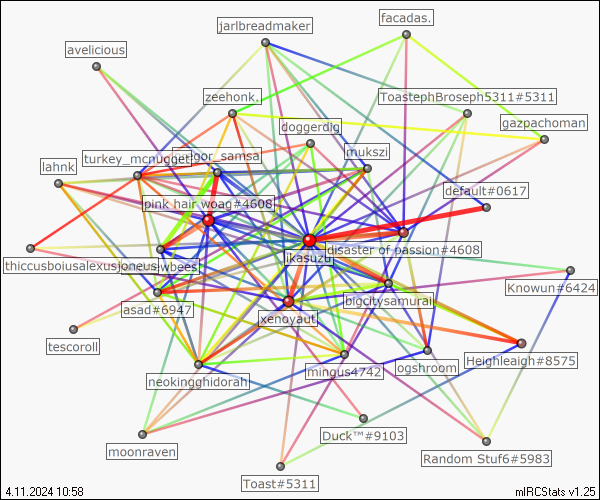 facadas.
jarlbreadmaker
avelicious
zeehonk.
ToastephBroseph5311#5311
gazpachoman
doggerdig
mukszi
turkey_mcnugget
gor_samsa
lahnk
default#0617
pink hair woag#4608
disaster of passion#4608
likasuzu
thiccusboiusalexusjoneus
wbees
Knowun#6424
bigcitysamurai
asad#6947
xenoyaut
tescoroll
Heighleaigh#8575
ogshroom
mingus4742
neokingghidorah
Duck™#9103
moonraven
Random Stuf6#5983
Toast#5311
4.11.2024 10:58
mIRCStats v1.25